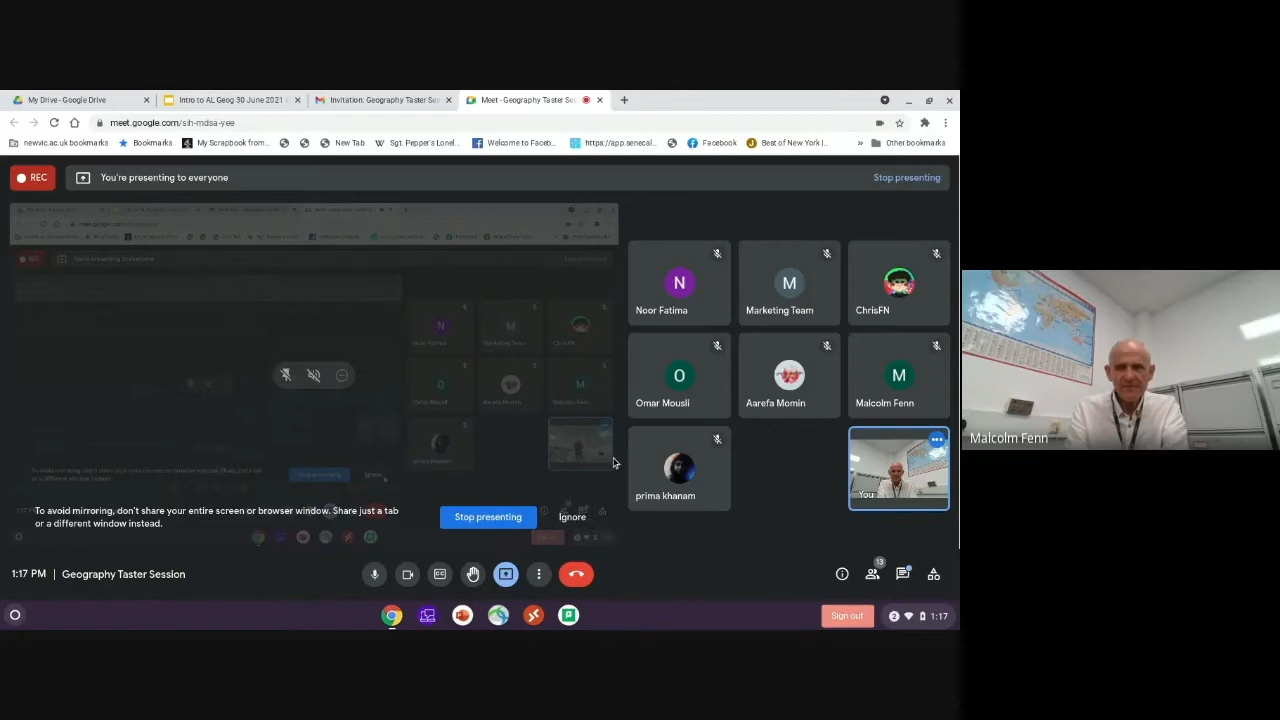 My Drive - Google Drive
Intro to AL Geog 30 June 2021
Invitation: Geography Taster Se
Meet - Geography Taster Se
meet.google.com/sih-mdsa-yee
newvic.ac.uk bookmarks
Bookmarks
My Scrapbook from...
New Tab
Sgt. Pepper's Lonel...
Welcome to Faceb...
https://app.senecal...
Facebook
Best of New York I...
Other bookmarks
REC
You're presenting to everyone
Stop presenting
N
Noor Fatima
M
Marketing Team
ChrisFN
O
Omar Mousli
Aarefa Momin
M
Malcolm Fenn
prima khanam
You
To avoid mirroring, don't share your entire screen or browser window. Share just a tab
or a different window instead.
Stop presenting
Ignore
1:17 PM | Geography Taster Session
13
Sign out
2
1:17
Malcolm Fenn